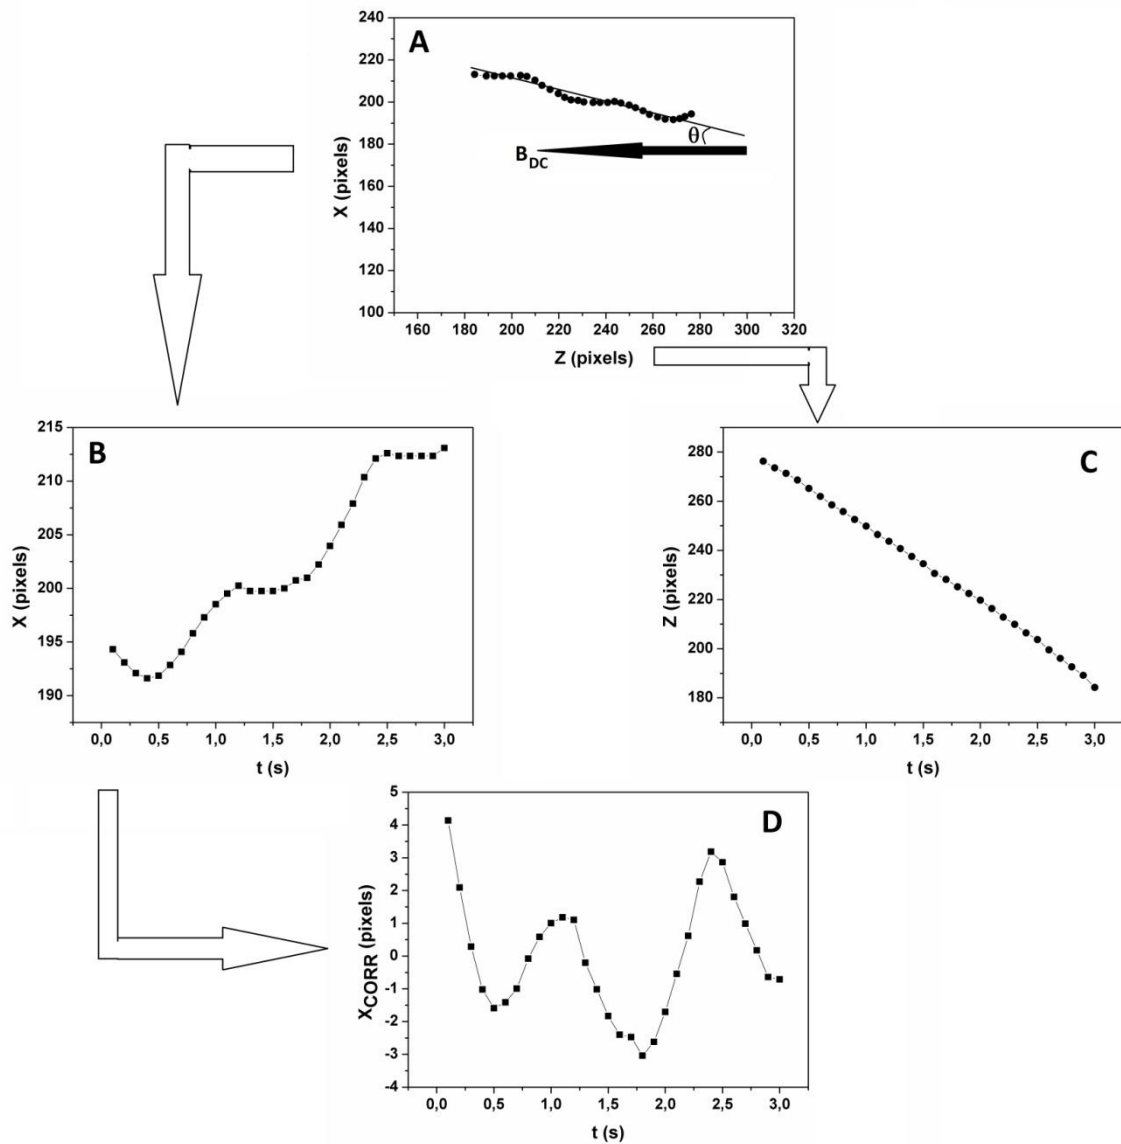 A
240
220
200
180
160
140
120
100
X (pixels)
θ
B_DC
160 180 200 220 240 260 280 300 320
Z (pixels)
B
215
210
205
200
195
190
X (pixels)
0,0 0,5 1,0 1,5 2,0 2,5 3,0
t (s)
C
280
260
240
220
200
180
Z (pixels)
0,0 0,5 1,0 1,5 2,0 2,5 3,0
t (s)
D
5
4
3
2
1
0
-1
-2
-3
-4
X_CORR (pixels)
0,0 0,5 1,0 1,5 2,0 2,5 3,0
t (s)